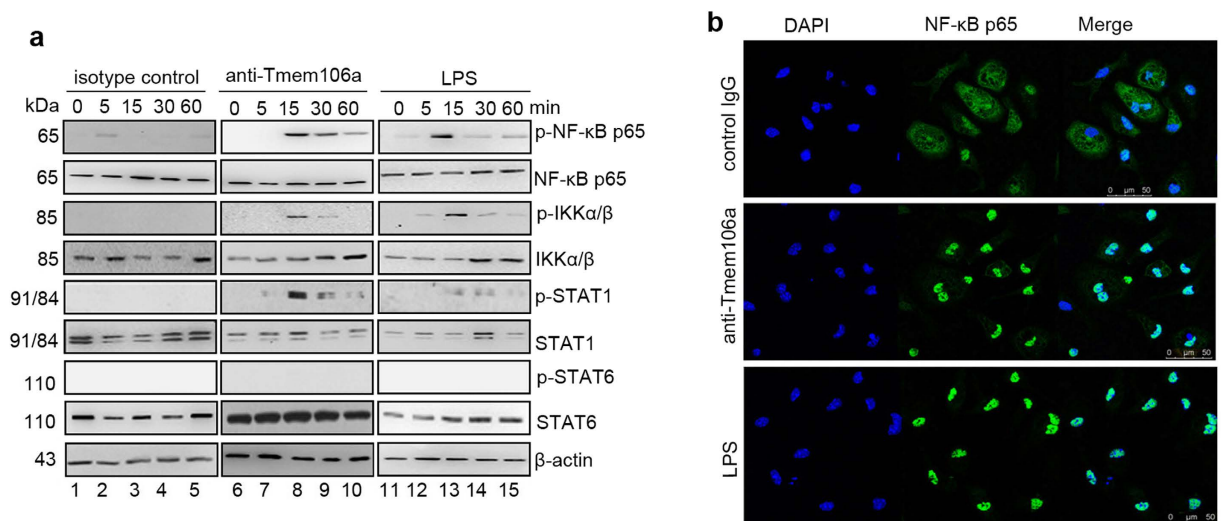 a
isotype control anti-Tmem106a LPS
kDa 0 5 15 30 60 0 5 15 30 60 0 5 15 30 60 min
65 p-NF-κB p65
65 NF-κB p65
85 p-IKKα/β
85 IKKα/β
91/84 p-STAT1
91/84 STAT1
110 p-STAT6
110 STAT6
43 β-actin
1 2 3 4 5 6 7 8 9 10 11 12 13 14 15
b
DAPI NF-κB p65 Merge
control IgG
0 µm 50
anti-Tmem106a
0 µm 50
LPS
0 µm 50